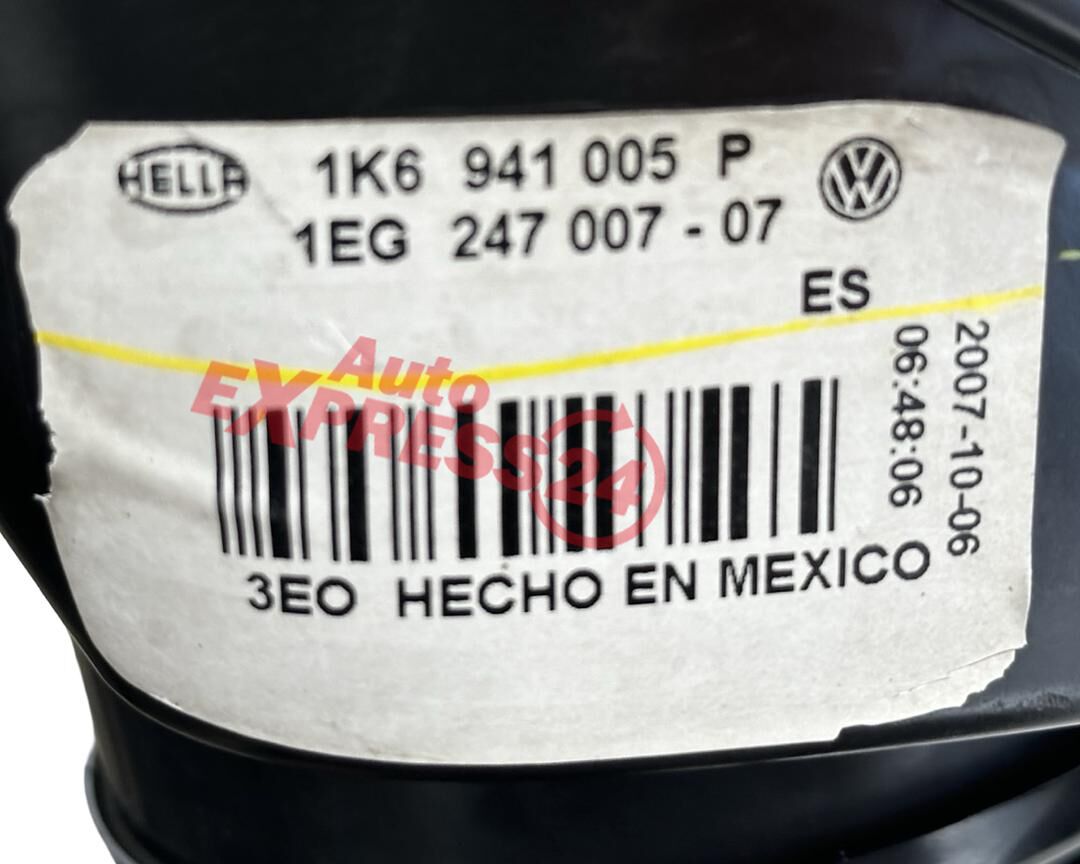 HELLA 1K6 941 005 P VW
1EG 247 007 - 07
ES
2007-10-06
06:48:06
Auto
EXPRESS24
3EO HECHO EN MEXICO